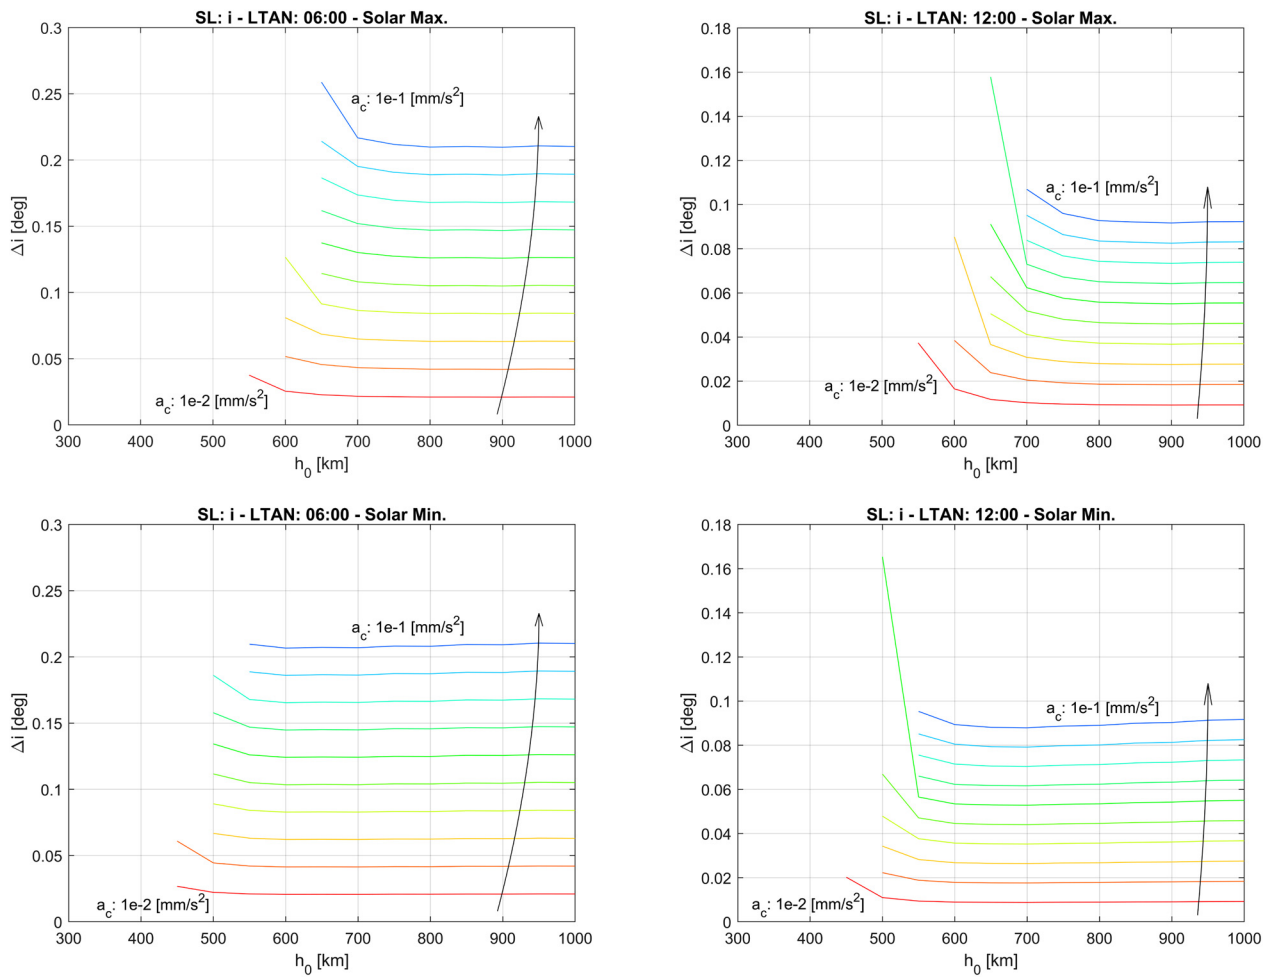 SL: i - LTAN: 06:00 - Solar Max.
0.3
0.25
0.2
0.15
0.1
0.05
0
Δi [deg]
a_c: 1e-1 [mm/s²]
a_c: 1e-2 [mm/s²]
300 400 500 600 700 800 900 1000
h_0 [km]
SL: i - LTAN: 12:00 - Solar Max.
0.18
0.16
0.14
0.12
0.1
0.08
0.06
0.04
0.02
0
Δi [deg]
a_c: 1e-1 [mm/s²]
a_c: 1e-2 [mm/s²]
300 400 500 600 700 800 900 1000
h_0 [km]
SL: i - LTAN: 06:00 - Solar Min.
0.3
0.25
0.2
0.15
0.1
0.05
0
Δi [deg]
a_c: 1e-1 [mm/s²]
a_c: 1e-2 [mm/s²]
300 400 500 600 700 800 900 1000
h_0 [km]
SL: i - LTAN: 12:00 - Solar Min.
0.18
0.16
0.14
0.12
0.1
0.08
0.06
0.04
0.02
0
Δi [deg]
a_c: 1e-1 [mm/s²]
a_c: 1e-2 [mm/s²]
300 400 500 600 700 800 900 1000
h_0 [km]